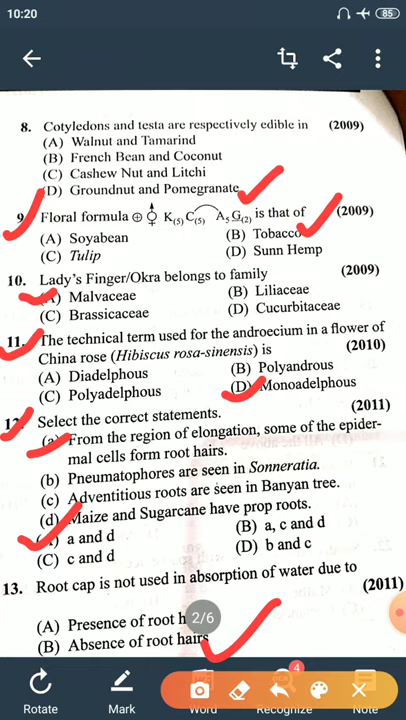 10:20
85
8. Cotyledons and testa are respectively edible in (2009)
(A) Walnut and Tamarind
(B) French Bean and Coconut
(C) Cashew Nut and Litchi
(D) Groundnut and Pomegranate
9. Floral formula ⊕ ⚥ K(5) C(5) A5 G(2) is that of (2009)
(A) Soyabean (B) Tobacco
(C) Tulip (D) Sunn Hemp
10. Lady's Finger/Okra belongs to family (2009)
(A) Malvaceae (B) Liliaceae
(C) Brassicaceae (D) Cucurbitaceae
11. The technical term used for the androecium in a flower of
China rose (Hibiscus rosa-sinensis) is (2010)
(A) Diadelphous (B) Polyandrous
(C) Polyadelphous (D) Monoadelphous
12. Select the correct statements. (2011)
(a) From the region of elongation, some of the epider-
mal cells form root hairs.
(b) Pneumatophores are seen in Sonneratia.
(c) Adventitious roots are seen in Banyan tree.
(d) Maize and Sugarcane have prop roots.
(A) a and d (B) a, c and d
(C) c and d (D) b and c
13. Root cap is not used in absorption of water due to
(2011)
(A) Presence of root h
2/6
(B) Absence of root hairs
Rotate Mark Word Recognize Note
4